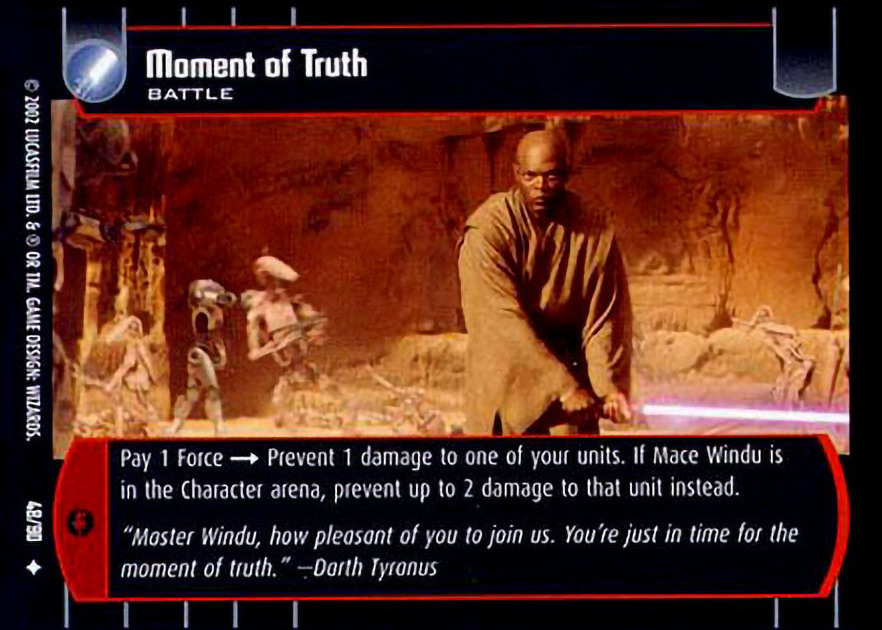 Moment of Truth
BATTLE
Pay 1 Force → Prevent 1 damage to one of your units. If Mace Windu is
in the Character arena, prevent up to 2 damage to that unit instead.
"Master Windu, how pleasant of you to join us. You're just in time for the
moment of truth." —Darth Tyranus
© 2002 LUCASFILM LTD. & ® OR TM. GAME DESIGN: WIZARDS.
48/90